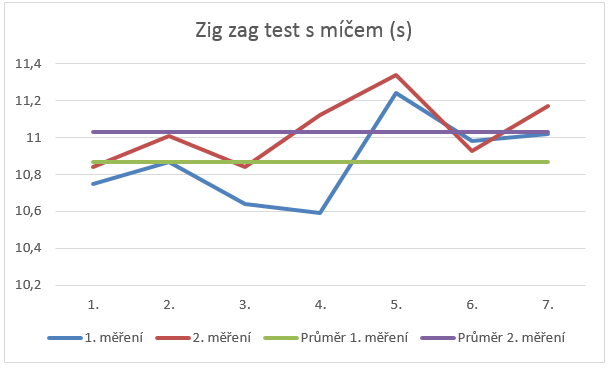 Zig zag test s míčem (s)
11,4
11,2
11
10,8
10,6
10,4
10,2
1. 2. 3. 4. 5. 6. 7.
1. měření 2. měření Průměr 1. měření Průměr 2. měření